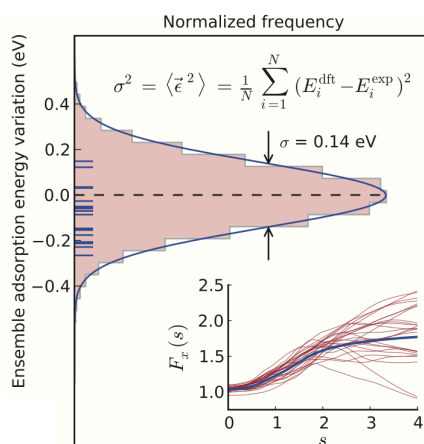 Normalized frequency
Ensemble adsorption energy variation (eV)
σ² = ⟨ϵ⃗ ²⟩ = 1/N ∑_{i=1}^{N} (E_i^{dft} − E_i^{exp})²
0.4
0.2
σ = 0.14 eV
0.0
−0.2
−0.4
F_x(s)
2.5
2.0
1.5
1.0
0 1 2 3 4
s